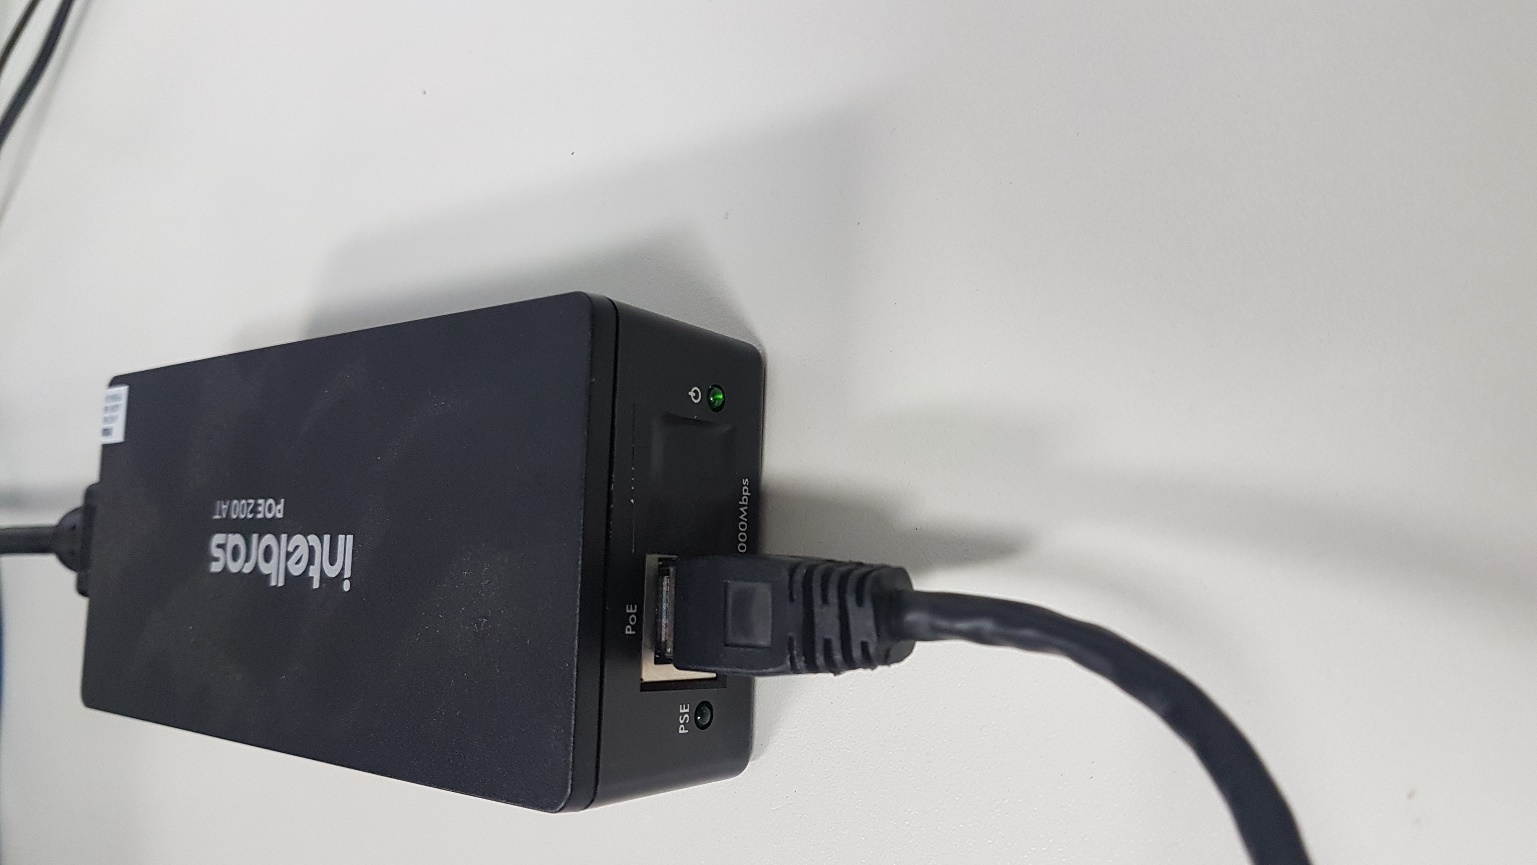 intelbras
POE 200 AT
PoE
PSE
000Mbps